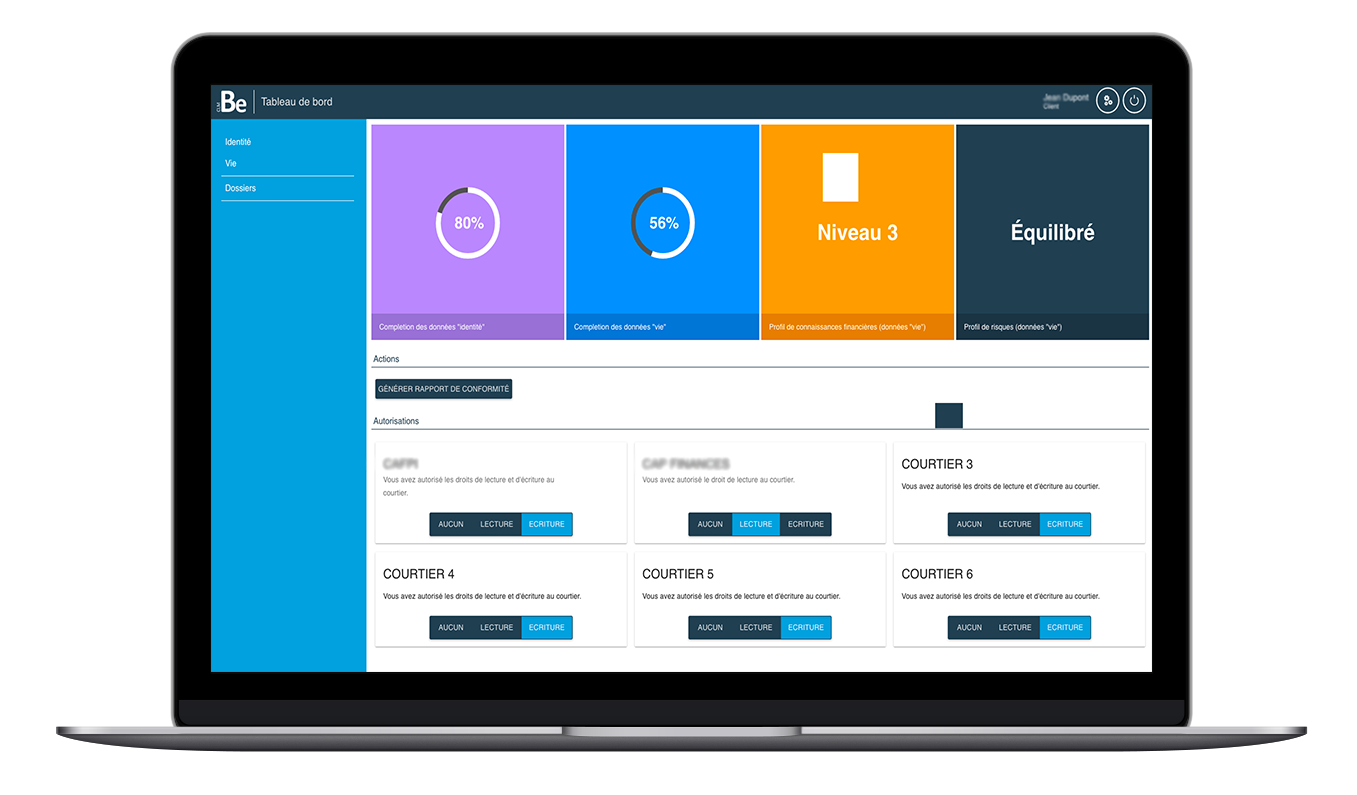 CLM Be
Tableau de bord
Jean Dupont
Client
Identité
Vie
Dossiers
80%
Completion des données "identité"
56%
Completion des données "vie"
Niveau 3
Profil de connaissances financières (données "vie")
Équilibré
Profil de risques (données "vie")
Actions
GÉNÉRER RAPPORT DE CONFORMITÉ
Autorisations
CAFPI
Vous avez autorisé les droits de lecture et d'écriture au
courtier.
AUCUN LECTURE ECRITURE
CAP FINANCES
Vous avez autorisé le droit de lecture au courtier.
AUCUN LECTURE ECRITURE
COURTIER 3
Vous avez autorisé les droits de lecture et d'écriture au courtier.
AUCUN LECTURE ECRITURE
COURTIER 4
Vous avez autorisé les droits de lecture et d'écriture au courtier.
AUCUN LECTURE ECRITURE
COURTIER 5
Vous avez autorisé les droits de lecture et d'écriture au courtier.
AUCUN LECTURE ECRITURE
COURTIER 6
Vous avez autorisé les droits de lecture et d'écriture au courtier.
AUCUN LECTURE ECRITURE